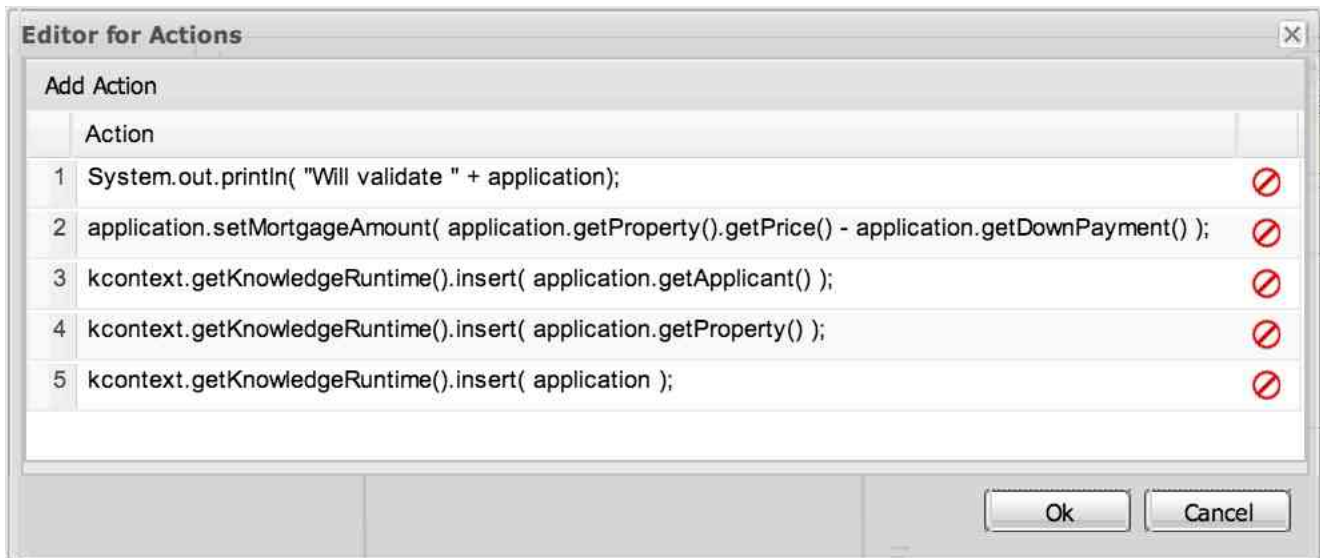 Editor for Actions
Add Action
Action
1 System.out.println( "Will validate " + application);
2 application.setMortgageAmount( application.getProperty().getPrice() - application.getDownPayment() );
3 kcontext.getKnowledgeRuntime().insert( application.getApplicant() );
4 kcontext.getKnowledgeRuntime().insert( application.getProperty() );
5 kcontext.getKnowledgeRuntime().insert( application );
Ok Cancel